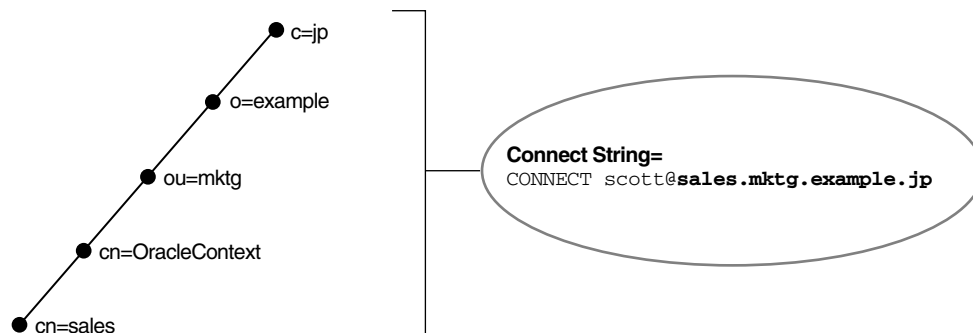 c=jp
o=example
ou=mktg
cn=OracleContext
cn=sales
Connect String=
CONNECT scott@sales.mktg.example.jp